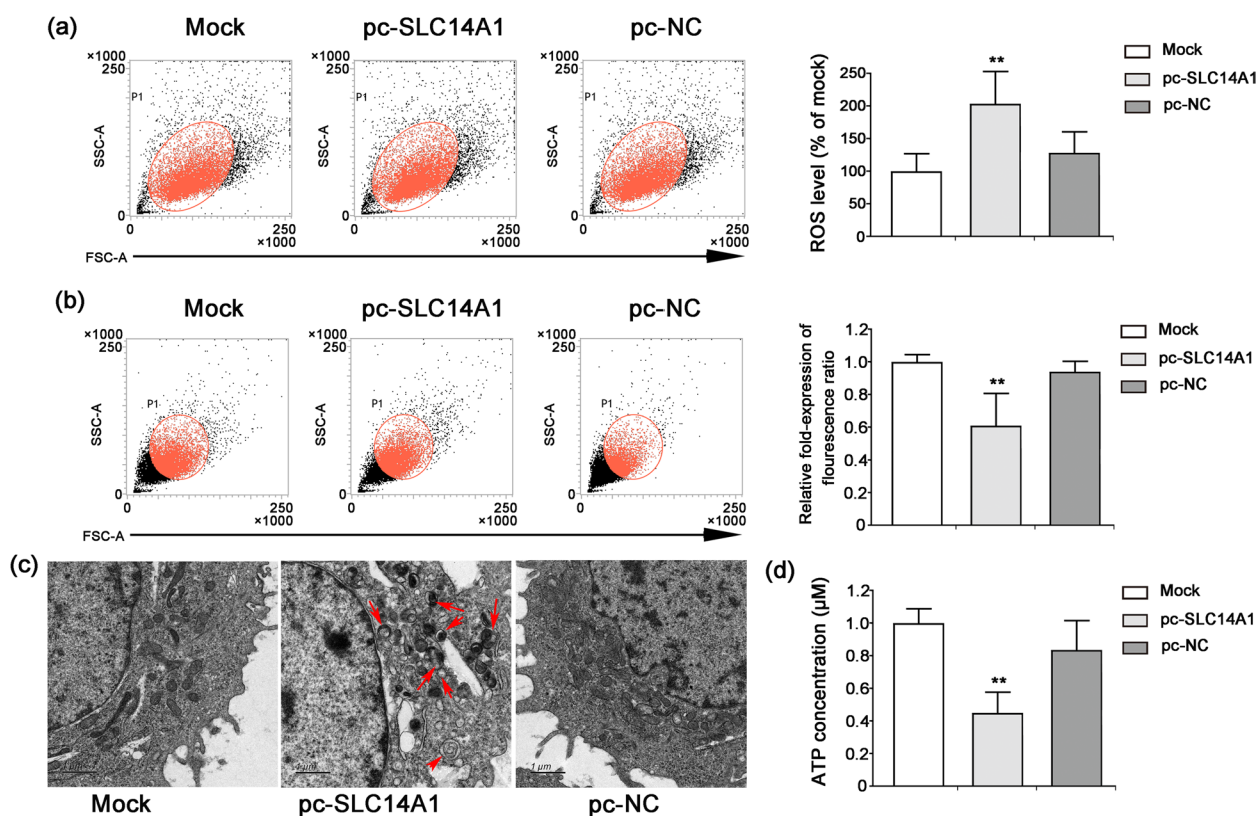 (a)
Mock
pc-SLC14A1
pc-NC
×1000
250
SSC-A
P1
0
0
250
×1000
×1000
250
SSC-A
P1
0
0
250
×1000
×1000
250
SSC-A
P1
0
0
250
×1000
FSC-A
ROS level (% of mock)
250
200
150
100
50
0
**
Mock
pc-SLC14A1
pc-NC
(b)
Mock
pc-SLC14A1
pc-NC
×1000
250
SSC-A
P1
0
0
250
×1000
×1000
250
SSC-A
P1
0
0
250
×1000
×1000
250
SSC-A
P1
0
0
250
×1000
FSC-A
Relative fold-expression of
flourescence ratio
1.2
1.0
0.8
0.6
0.4
0.2
0
**
Mock
pc-SLC14A1
pc-NC
(c)
1 µm
1 µm
1 µm
Mock
pc-SLC14A1
pc-NC
(d)
ATP concentration (µM)
1.2
1.0
0.8
0.6
0.4
0.2
0
**
Mock
pc-SLC14A1
pc-NC